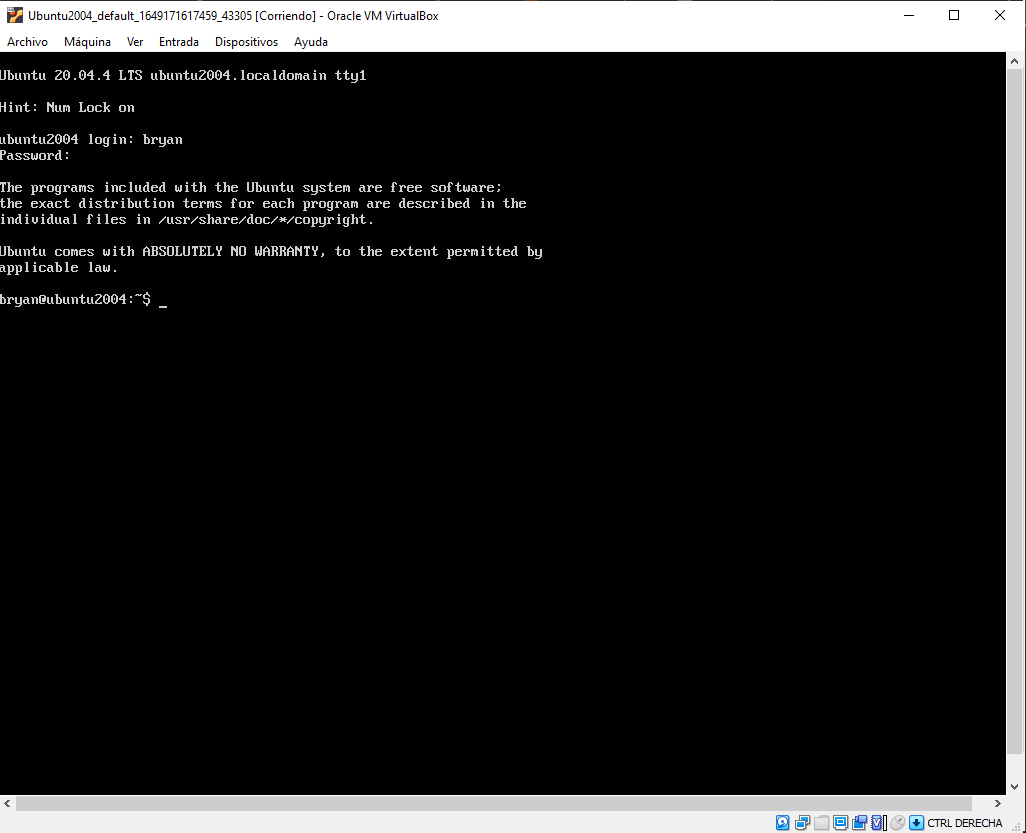 Ubuntu2004_default_1649171617459_43305 [Corriendo] - Oracle VM VirtualBox
Archivo Máquina Ver Entrada Dispositivos Ayuda
Ubuntu 20.04.4 LTS ubuntu2004.localdomain tty1
Hint: Num Lock on
ubuntu2004 login: bryan
Password:
The programs included with the Ubuntu system are free software;
the exact distribution terms for each program are described in the
individual files in /usr/share/doc/*/copyright.
Ubuntu comes with ABSOLUTELY NO WARRANTY, to the extent permitted by
applicable law.
bryan@ubuntu2004:~$ _
CTRL DERECHA